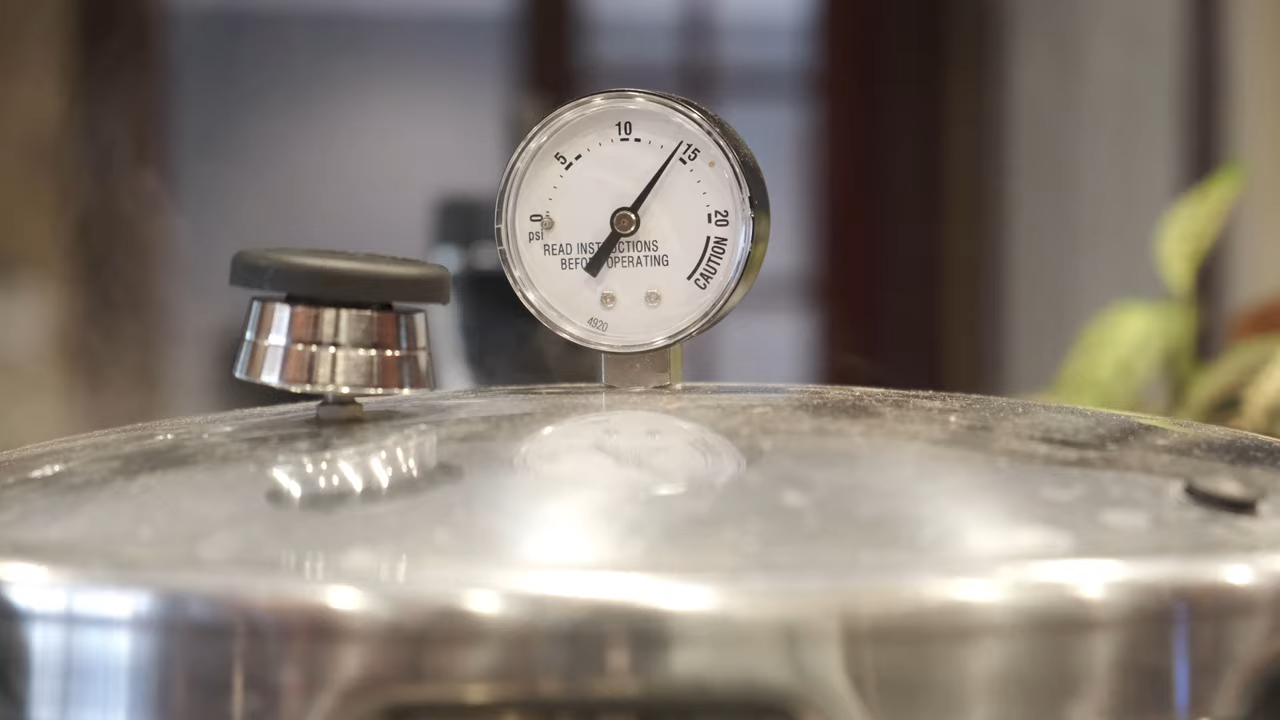 0 5 10 15 20
psi
READ INSTRUCTIONS
BEFORE OPERATING
CAUTION
4920